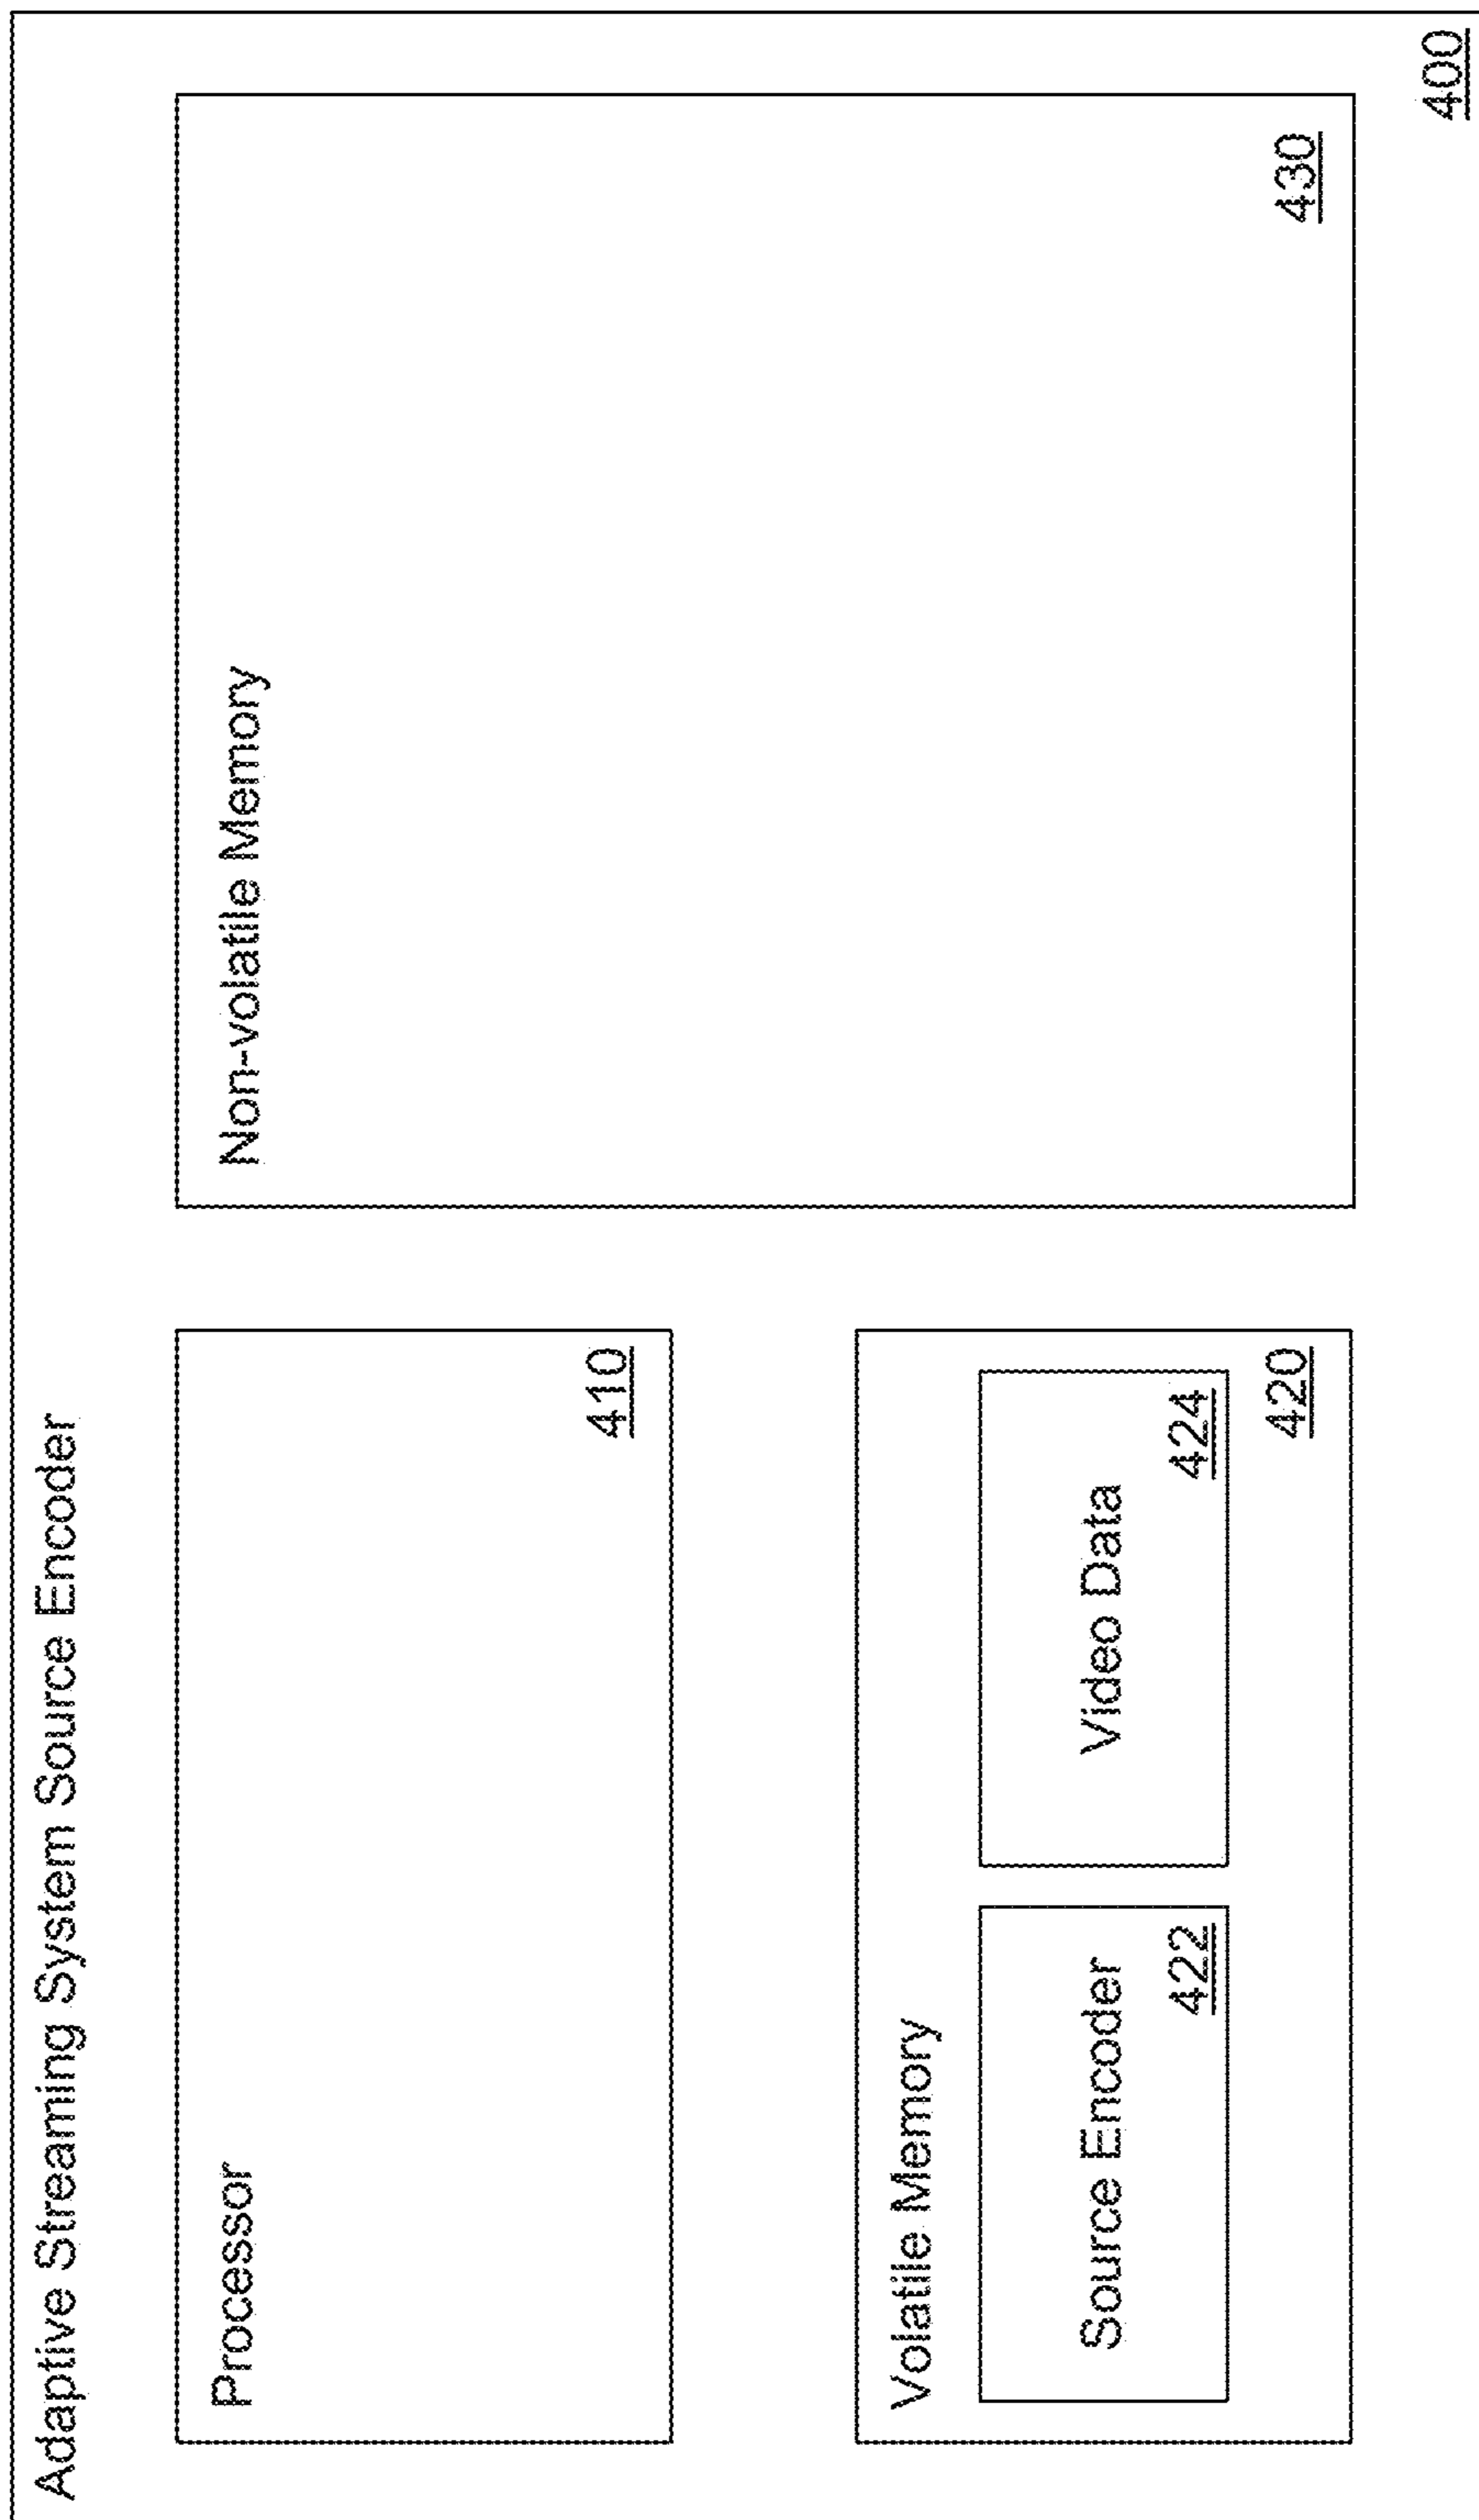 Adaptive Streaming System Source Encoder
Processor
410
Non-volatile Memory
430
Volatile Memory
Source Encoder
422
Video Data
424
420
400